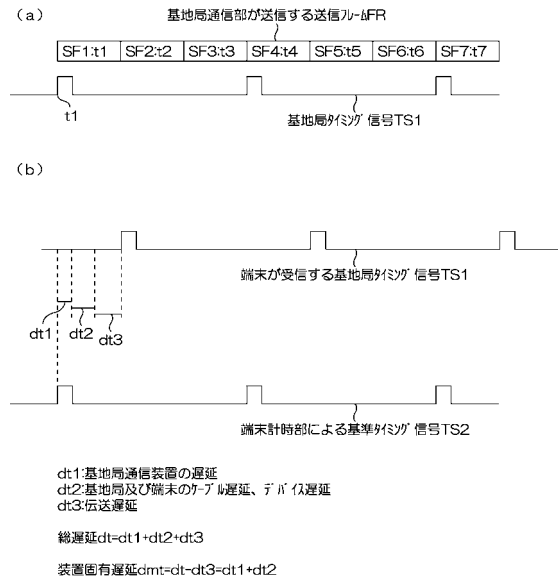 (a)
基地局通信部が送信する送信フレームFR
SF1:t1 SF2:t2 SF3:t3 SF4:t4 SF5:t5 SF6:t6 SF7:t7
t1
基地局タイミング信号TS1
(b)
端末が受信する基地局タイミング信号TS1
dt1 dt2 dt3
端末計時部による基準タイミング信号TS2
dt1:基地局通信装置の遅延
dt2:基地局及び端末のケーブル遅延、デバイス遅延
dt3:伝送遅延
総遅延dt=dt1+dt2+dt3
装置固有遅延dmt=dt-dt3=dt1+dt2